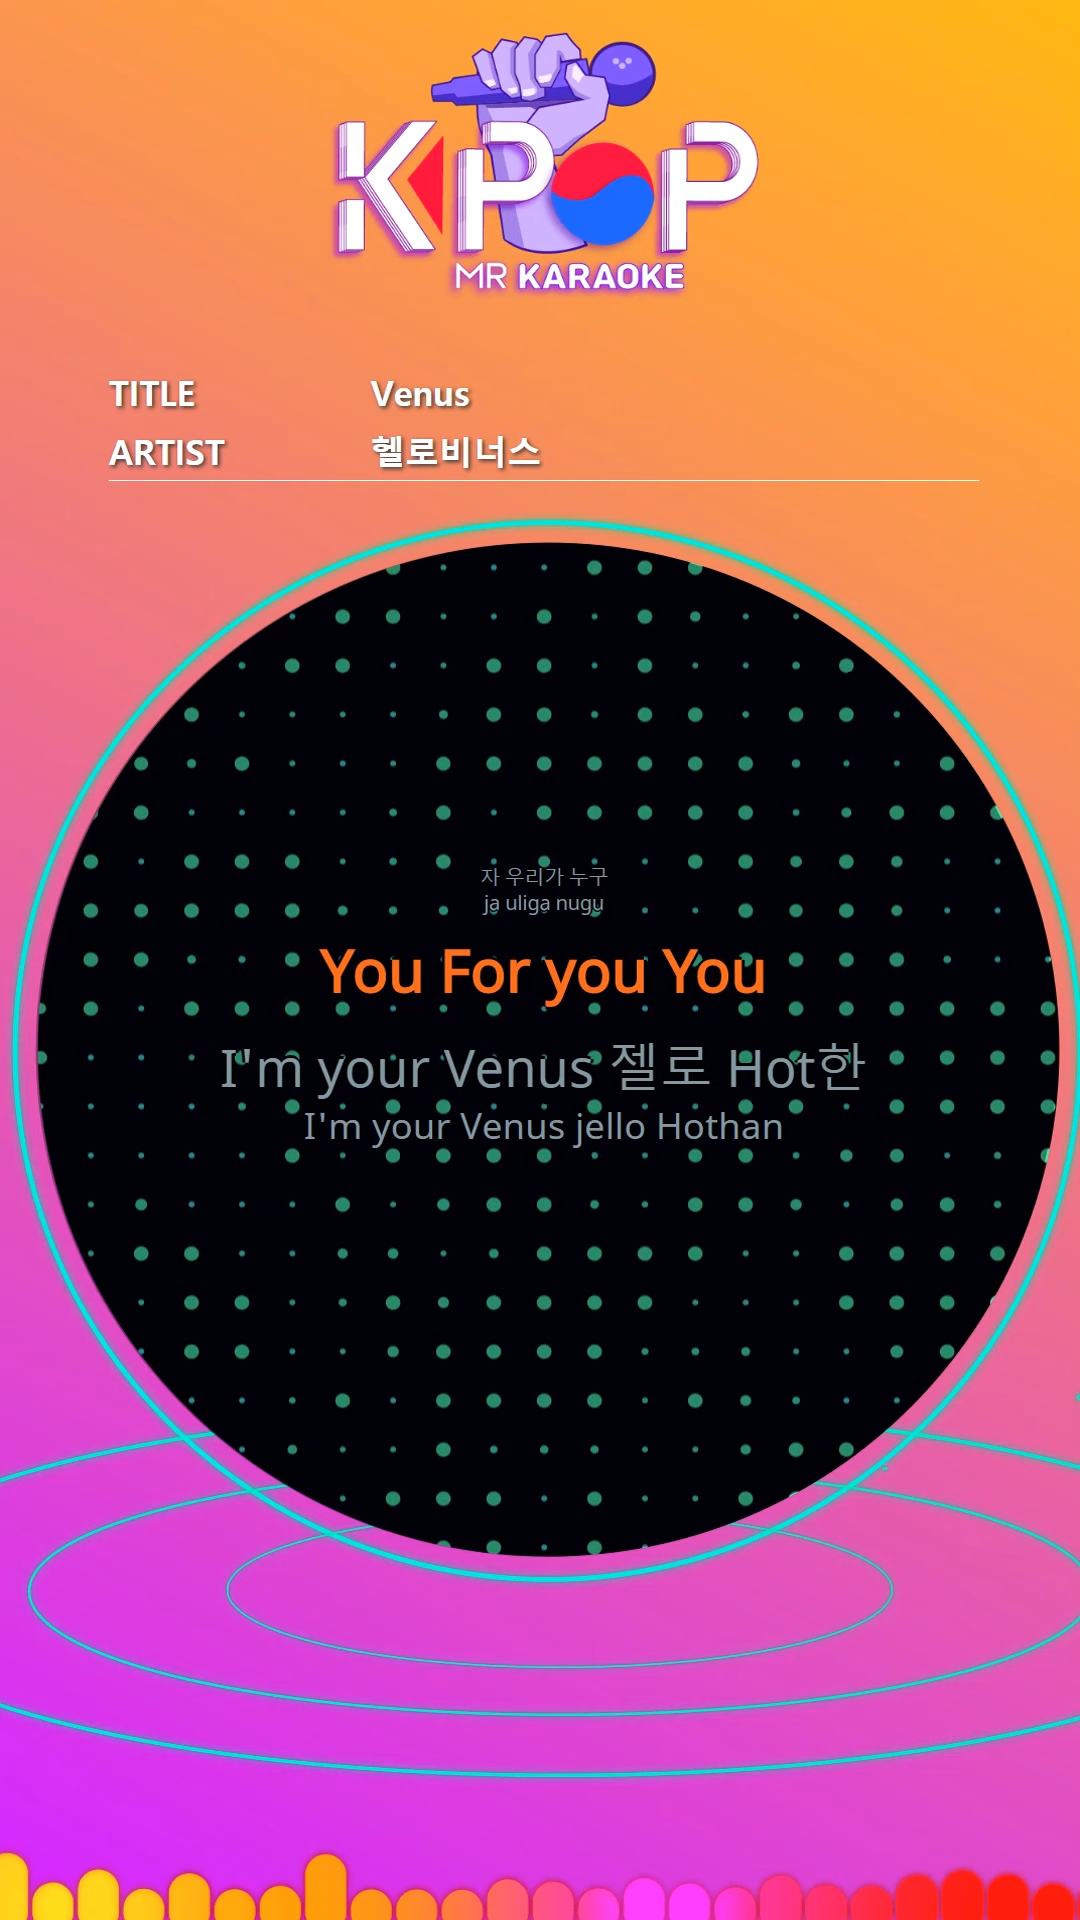 KPOP
MR KARAOKE
TITLE Venus
ARTIST 헬로비너스
자 우리가 누구
ja uliga nugu
You For you You
I'm your Venus 젤로 Hot한
I'm your Venus jello Hothan